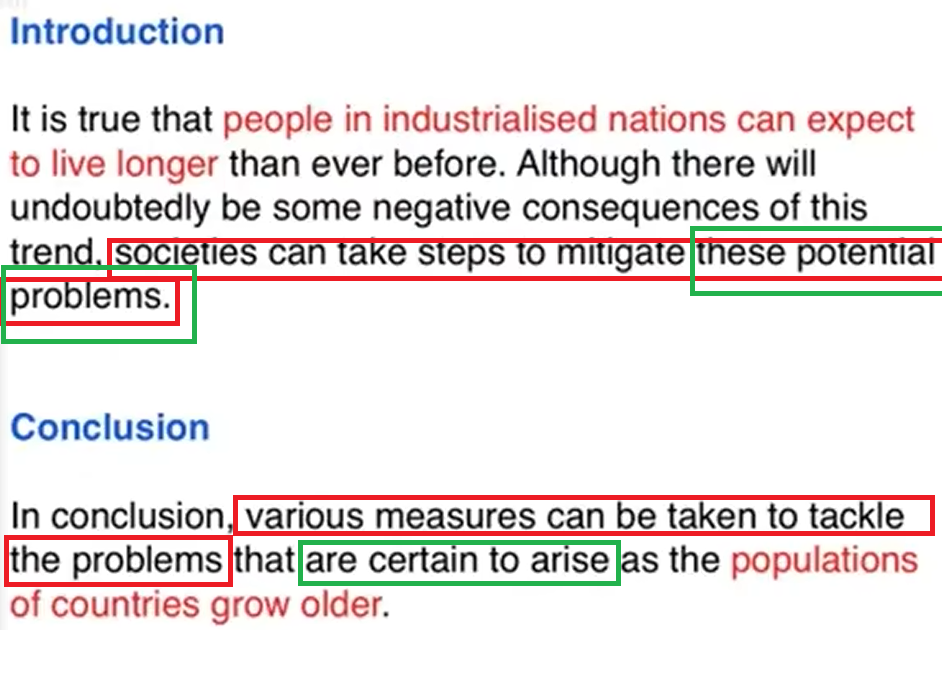 Introduction
It is true that people in industrialised nations can expect
to live longer than ever before. Although there will
undoubtedly be some negative consequences of this
trend, societies can take steps to mitigate these potential
problems.
Conclusion
In conclusion, various measures can be taken to tackle
the problems that are certain to arise as the populations
of countries grow older.